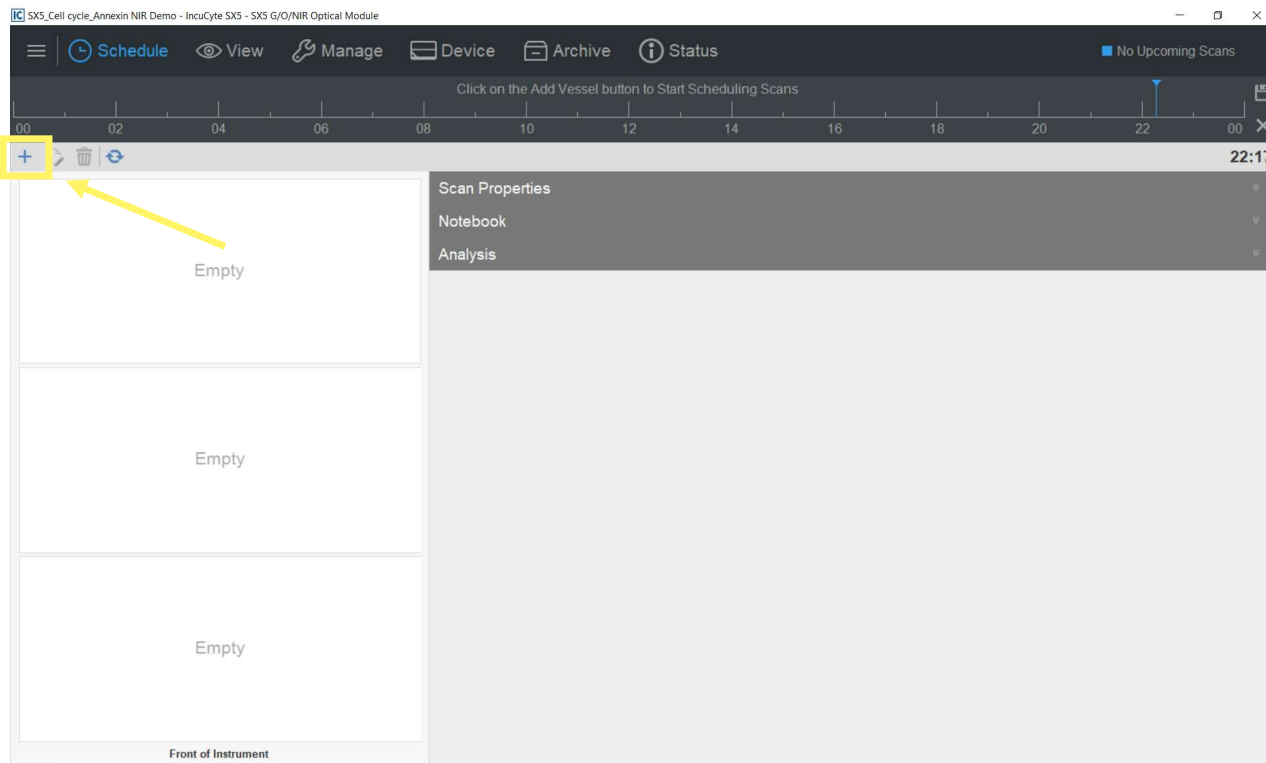 IC SX5_Cell cycle_Annexin NIR Demo - IncuCyte SX5 - SX5 G/O/NIR Optical Module
Schedule View Manage Device Archive Status No Upcoming Scans
Click on the Add Vessel button to Start Scheduling Scans
00 02 04 06 08 10 12 14 16 18 20 22 00
22:17
Scan Properties
Notebook
Analysis
Empty
Empty
Empty
Front of Instrument